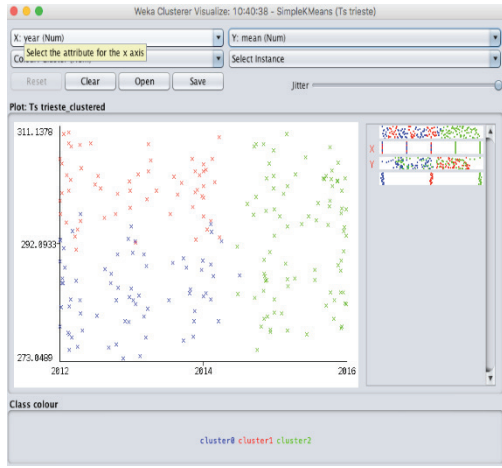 Weka Clusterer Visualize: 10:40:38 - SimpleKMeans (Ts trieste)
X: year (Num)
Y: mean (Num)
Select the attribute for the x axis
Select Instance
Reset
Clear
Open
Save
Jitter
Plot: Ts trieste_clustered
311.1378
292.0933
273.0489
2012
2014
2016
X
Y
Class colour
cluster0 cluster1 cluster2